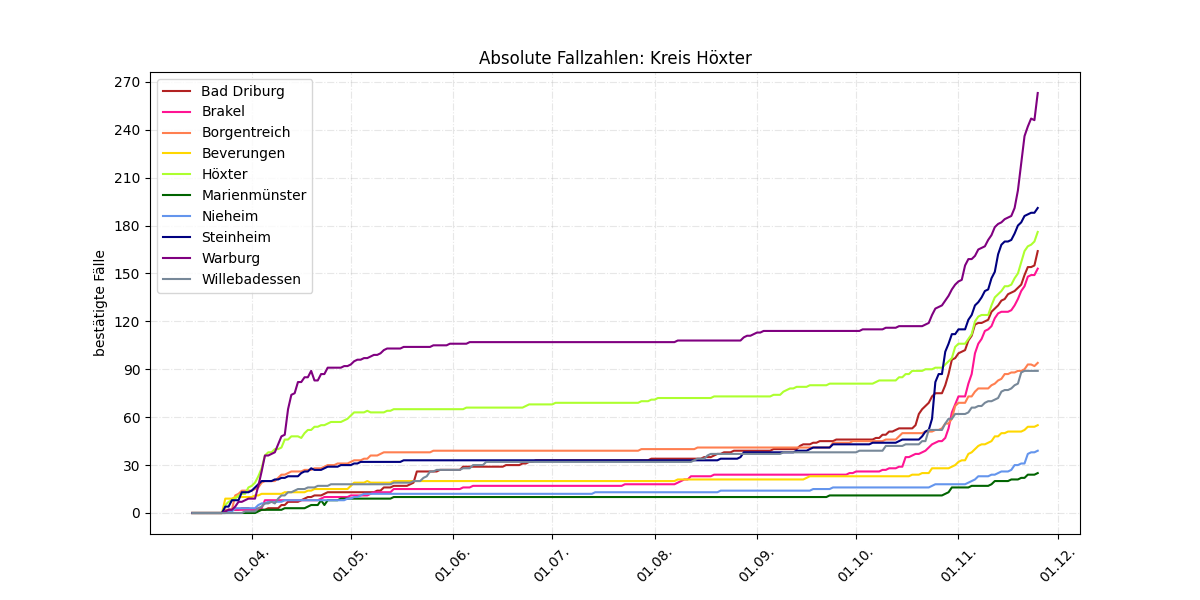 Absolute Fallzahlen: Kreis Höxter
270
240
210
180
150
120
90
60
30
0
bestätigte Fälle
Bad Driburg
Brakel
Borgentreich
Beverungen
Höxter
Marienmünster
Nieheim
Steinheim
Warburg
Willebadessen
01.04.
01.05.
01.06.
01.07.
01.08.
01.09.
01.10.
01.11.
01.12.